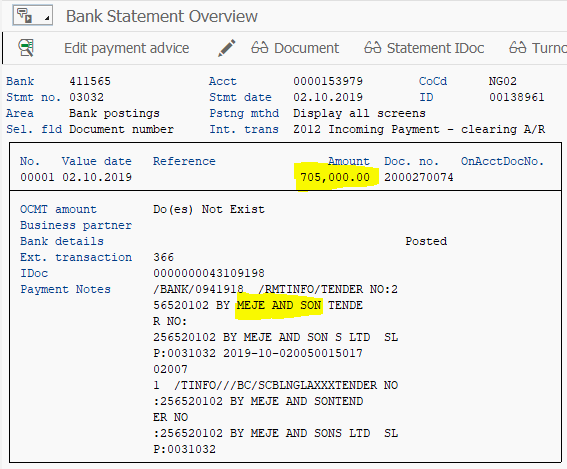 Bank Statement Overview
Edit payment advice Document Statement IDoc Turno
Bank 411565 Acct 0000153979 CoCd NG02
Stmt no. 03032 Stmt date 02.10.2019 ID 00138961
Area Bank postings Pstng mthd Display all screens
Sel. fld Document number Int. trans Z012 Incoming Payment - clearing A/R
No. Value date Reference Amount Doc. no. OnAcctDocNo.
00001 02.10.2019 705,000.00 2000270074
OCMT amount Do(es) Not Exist
Business partner
Bank details Posted
Ext. transaction 366
IDoc 0000000043109198
Payment Notes /BANK/0941918 /RMTINFO/TENDER NO:2
56520102 BY MEJE AND SON TENDE
R NO:
256520102 BY MEJE AND SON S LTD SL
P:0031032 2019-10-020050015017
02007
1 /TINFO///BC/SCBLNGLAXXXTENDER NO
:256520102 BY MEJE AND SONTEND
ER NO
:256520102 BY MEJE AND SONS LTD SL
P:0031032